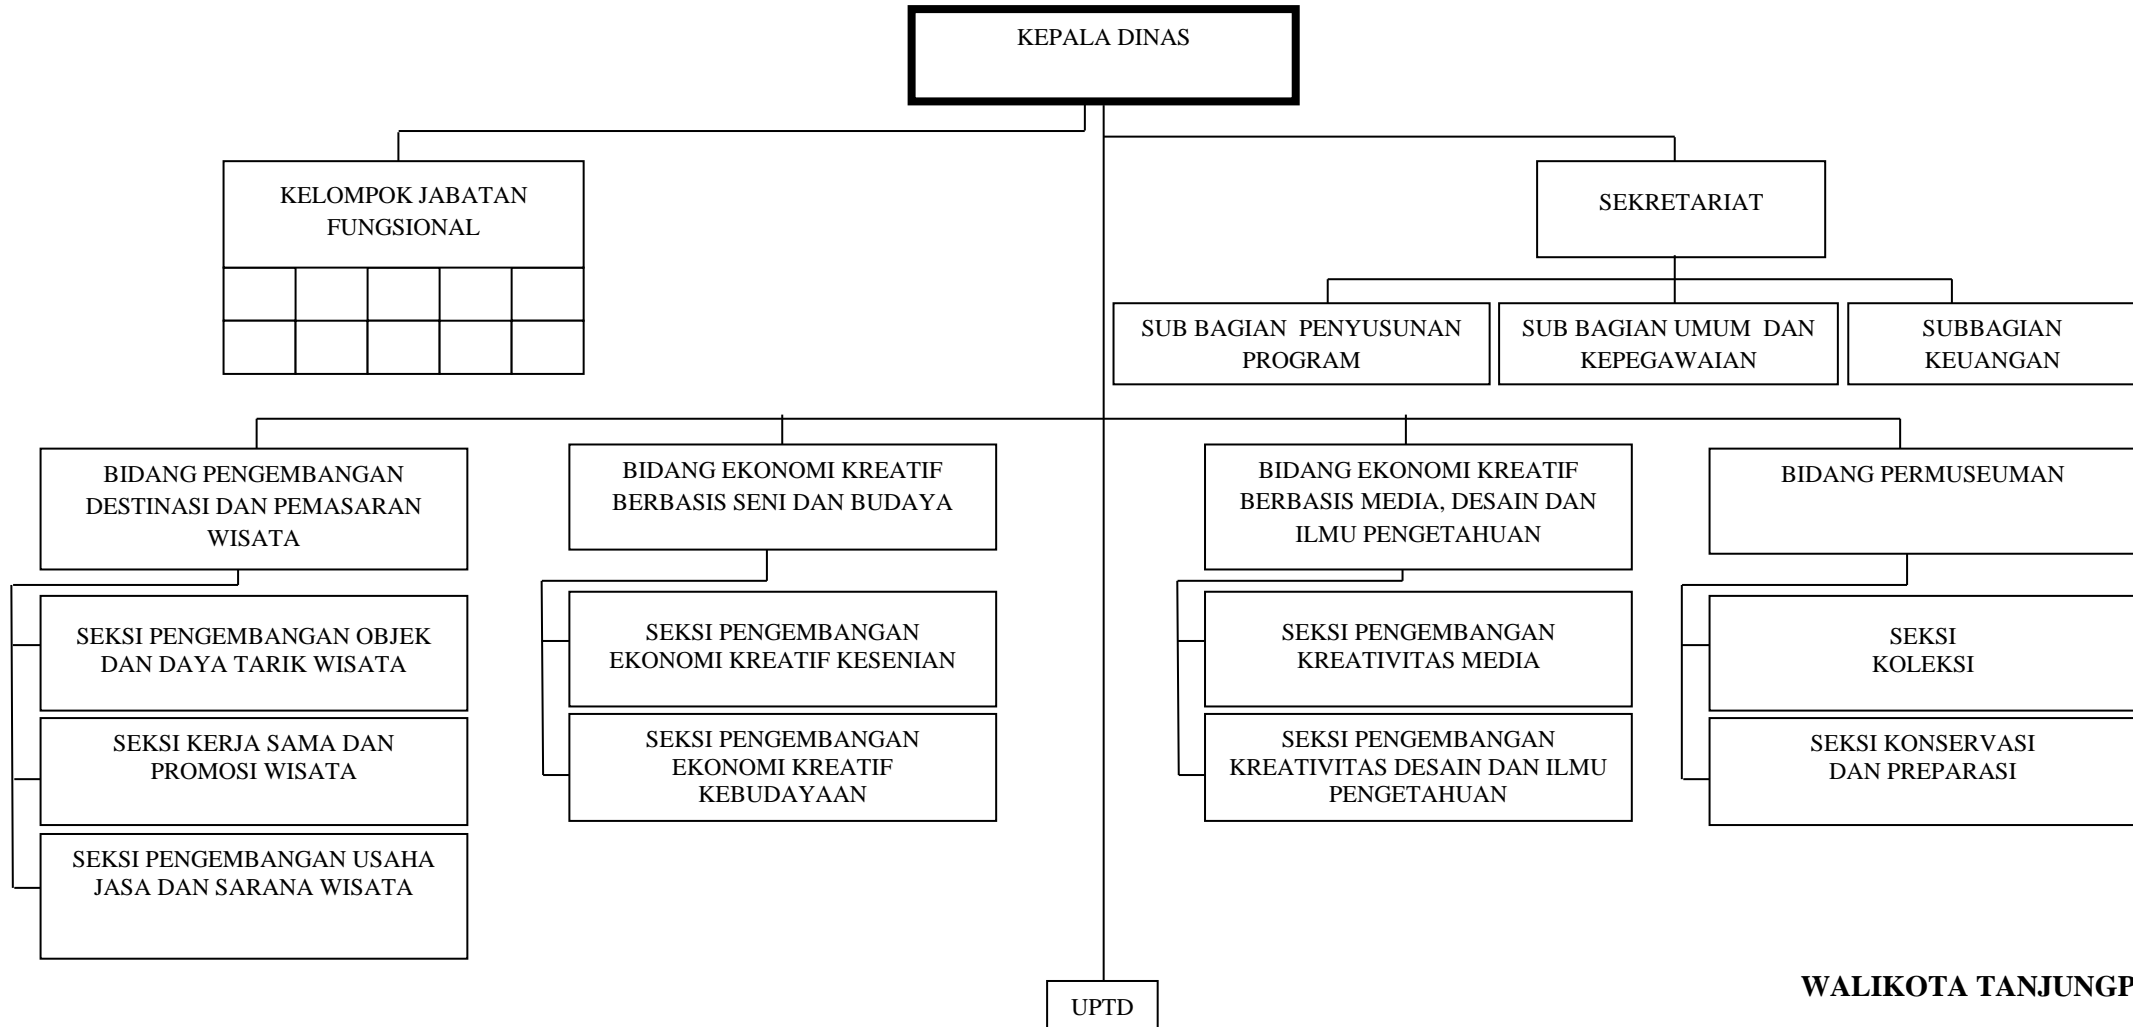 KEPALA DINAS
KELOMPOK JABATAN
FUNGSIONAL
SEKRETARIAT
SUB BAGIAN  PENYUSUNAN
PROGRAM
SUB BAGIAN UMUM  DAN
KEPEGAWAIAN
SUBBAGIAN
KEUANGAN
BIDANG PENGEMBANGAN
DESTINASI DAN PEMASARAN
WISATA
BIDANG EKONOMI KREATIF
BERBASIS SENI DAN BUDAYA
BIDANG EKONOMI KREATIF
BERBASIS MEDIA, DESAIN DAN
ILMU PENGETAHUAN
BIDANG PERMUSEUMAN
SEKSI PENGEMBANGAN OBJEK
DAN DAYA TARIK WISATA
SEKSI KERJA SAMA DAN
PROMOSI WISATA
SEKSI PENGEMBANGAN USAHA
JASA DAN SARANA WISATA
SEKSI PENGEMBANGAN
EKONOMI KREATIF KESENIAN
SEKSI PENGEMBANGAN
EKONOMI KREATIF
KEBUDAYAAN
SEKSI PENGEMBANGAN
KREATIVITAS MEDIA
SEKSI PENGEMBANGAN
KREATIVITAS DESAIN DAN ILMU
PENGETAHUAN
SEKSI
KOLEKSI
SEKSI KONSERVASI
DAN PREPARASI
UPTD
WALIKOTA TANJUNGP